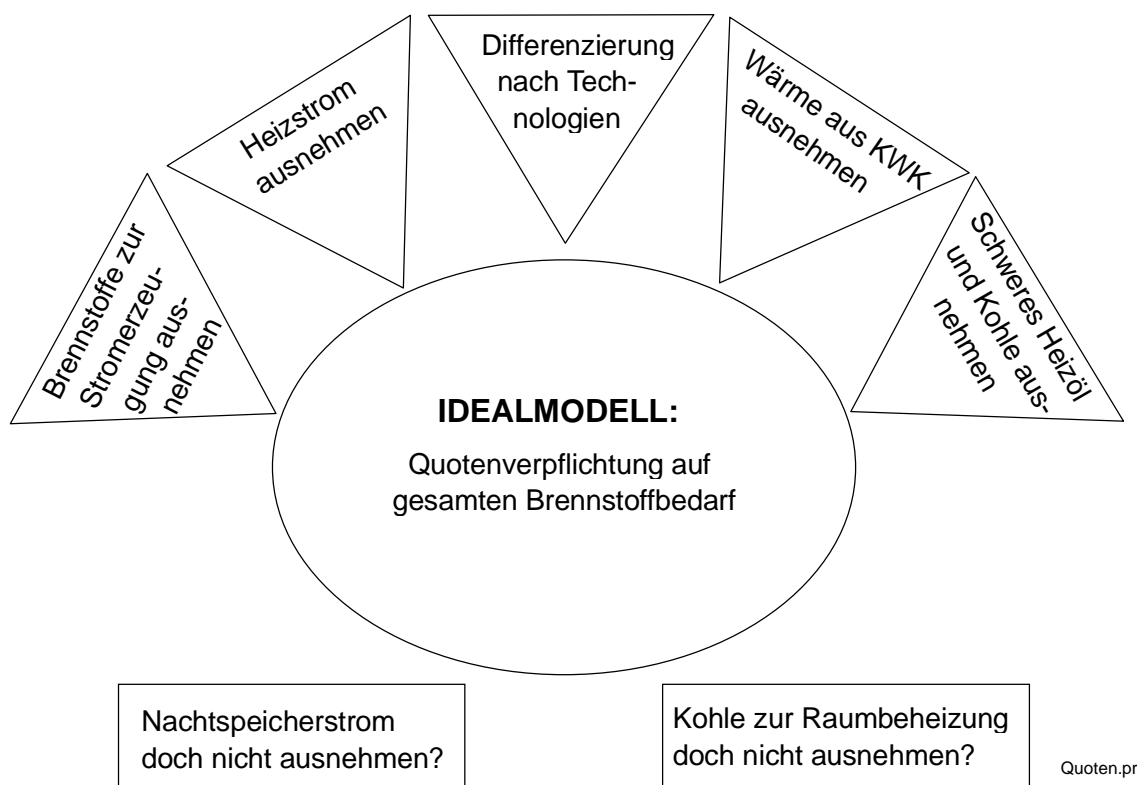 Brennstoffe zur
Stromerzeu-
gung aus-
nehmen
Heizstrom
ausnehmen
Differenzierung
nach Tech-
nologien
Wärme aus KWK
ausnehmen
Schweres Heizöl
und Kohle aus-
nehmen
IDEALMODELL:
Quotenverpflichtung auf
gesamten Brennstoffbedarf
Nachtspeicherstrom
doch nicht ausnehmen?
Kohle zur Raumbeheizung
doch nicht ausnehmen?
Quoten.pr